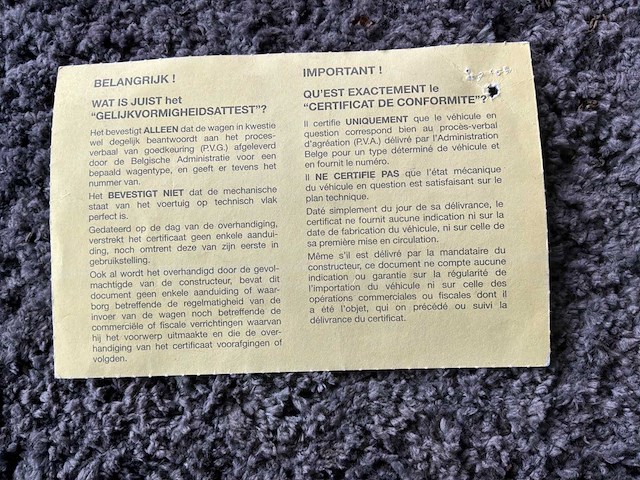 BELANGRIJK !
WAT IS JUIST het
"GELIJKVORMIGHEIDSATTEST"?
Het bevestigt ALLEEN dat de wagen in kwestie
wel degelijk beantwoordt aan het proces-
verbaal van goedkeuring (P.V.G.) afgeleverd
door de Belgische Administratie voor een
bepaald wagentype, en geeft er tevens het
nummer van.
Het BEVESTIGT NIET dat de mechanische
staat van het voertuig op technisch vlak
perfect is.
Gedateerd op de dag van de overhandiging,
verstrekt het certificaat geen enkele aandui-
ding, noch omtrent deze van zijn eerste in
gebruikstelling.
Ook al wordt het overhandigd door de gevol-
machtigde van de constructeur, bevat dit
document geen enkele aanduiding of waar-
borg betreffende de regelmatigheid van de
invoer van de wagen noch betreffende de
commerciële of fiscale verrichtingen waarvan
hij het voorwerp uitmaakte en die de over-
handiging van het certificaat voorafgingen of
volgden.
IMPORTANT !
QU'EST EXACTEMENT le
"CERTIFICAT DE CONFORMITE"?
Il certifie UNIQUEMENT que le véhicule en
question correspond bien au procès-verbal
d'agréation (P.V.A.) délivré par l'Administration
Belge pour un type déterminé de véhicule et
en fournit le numéro.
Il NE CERTIFIE PAS que l'état mécanique
du véhicule en question est satisfaisant sur le
plan technique.
Daté simplement du jour de sa délivrance, le
certificat ne fournit aucune indication ni sur la
date de fabrication du véhicule, ni sur celle de
sa première mise en circulation.
Même s'il est délivré par le mandataire du
constructeur, ce document ne compte aucune
indication ou garantie sur la régularité de
l'importation du véhicule ni sur celle des
opérations commerciales ou fiscales dont il
a été l'objet, qui on précédé ou suivi la
délivrance du certificat.